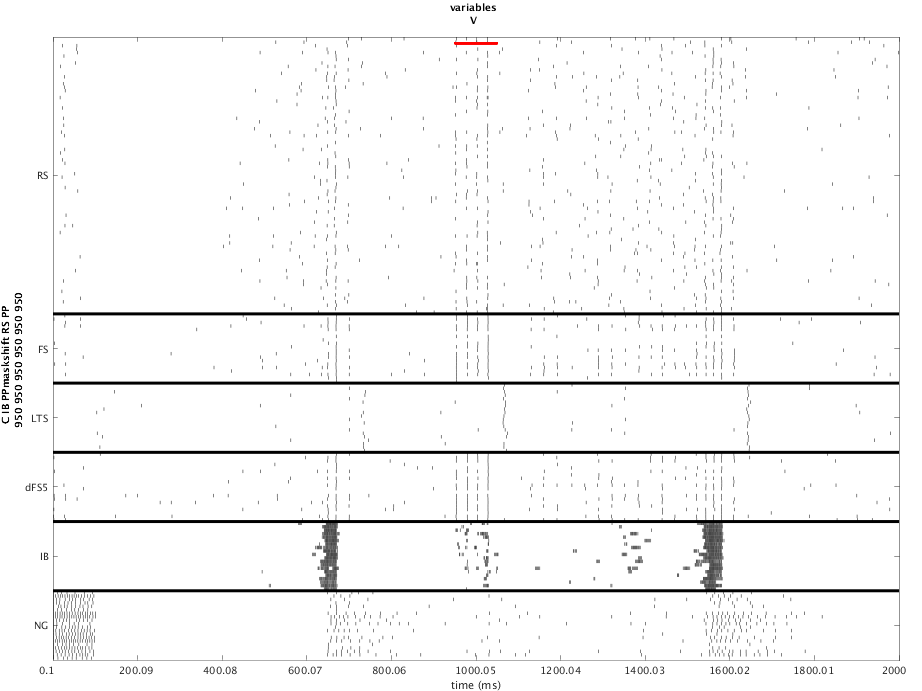 variables
V
C IB PPmaskshift RS PP
950 950 950 950 950 950
RS
FS
LTS
dFS5
IB
NG
0.1 200.09 400.08 600.07 800.06 1000.05 1200.04 1400.03 1600.02 1800.01 2000
time (ms)